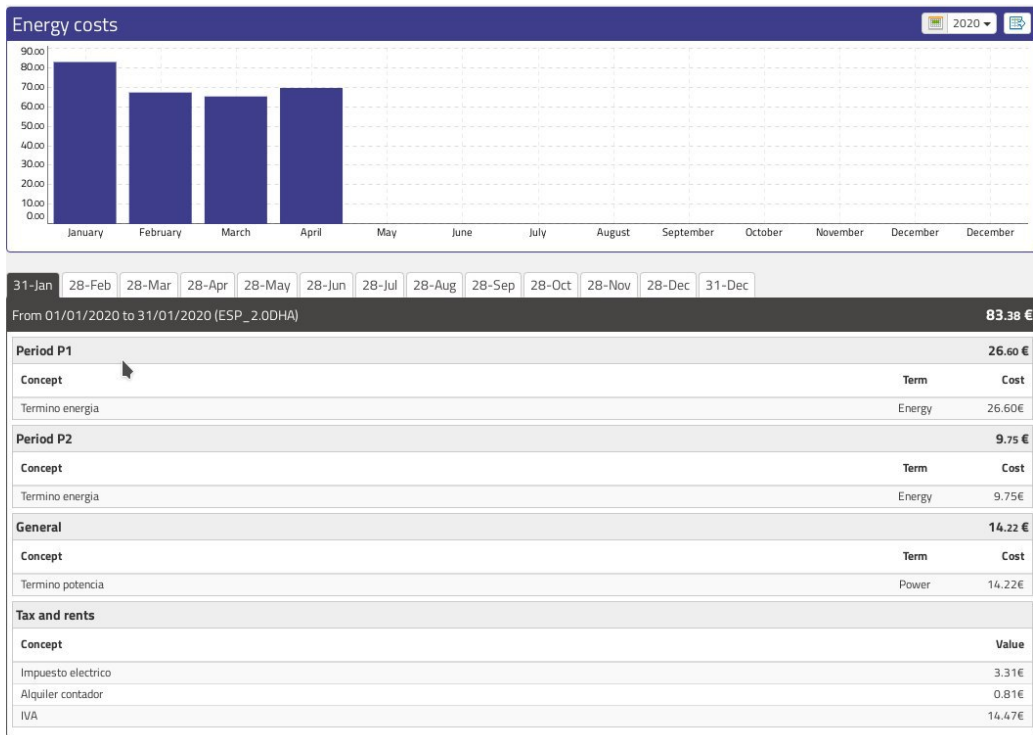 Energy costs
2020
90.00
80.00
70.00
60.00
50.00
40.00
30.00
20.00
10.00
0.00
January February March April May June July August September October November December December
31-Jan 28-Feb 28-Mar 28-Apr 28-May 28-Jun 28-Jul 28-Aug 28-Sep 28-Oct 28-Nov 28-Dec 31-Dec
From 01/01/2020 to 31/01/2020 (ESP_2.0DHA) 83.38 €
Period P1 26.60 €
Concept Term Cost
Termino energia Energy 26.60€
Period P2 9.75 €
Concept Term Cost
Termino energia Energy 9.75€
General 14.22 €
Concept Term Cost
Termino potencia Power 14.22€
Tax and rents
Concept Value
Impuesto electrico 3.31€
Alquiler contador 0.81€
IVA 14.47€